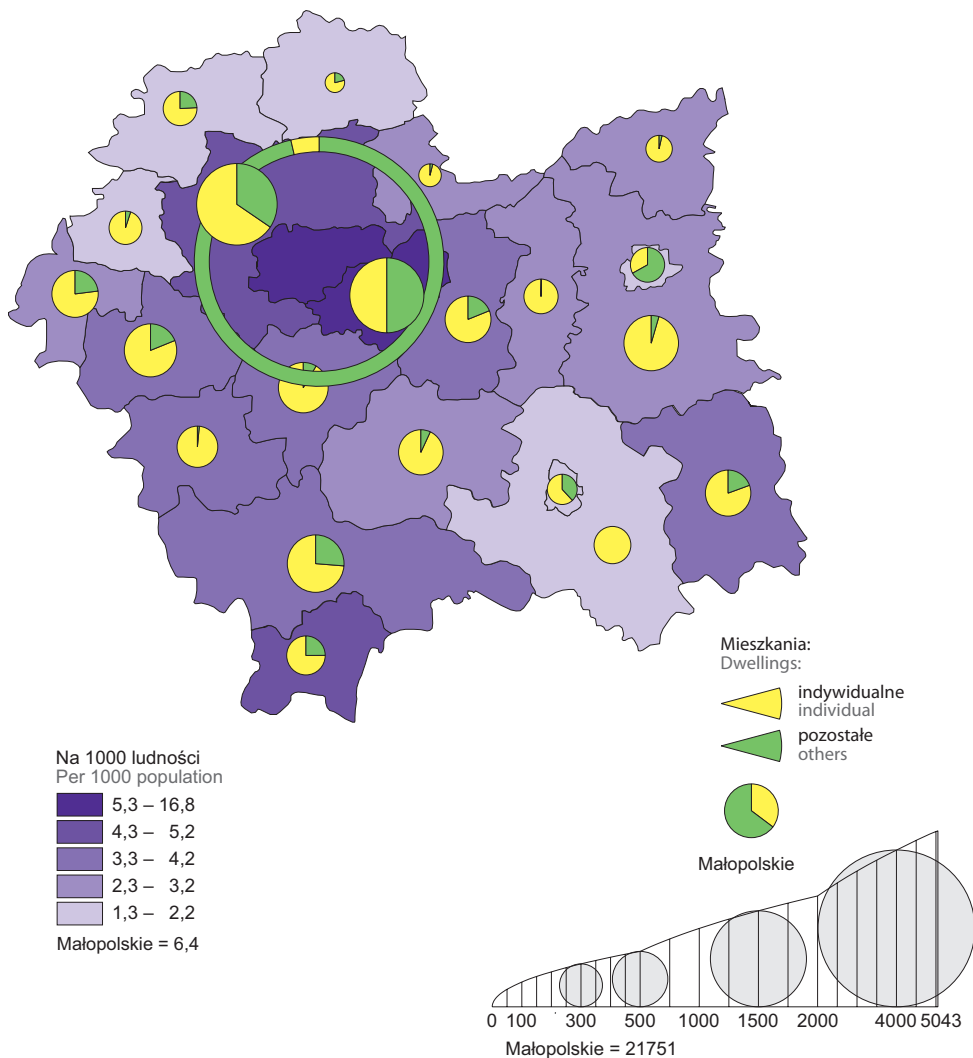 Mieszkania:
Dwellings:
indywidualne
individual
pozostałe
others
Małopolskie
Na 1000 ludności
Per 1000 population
5,3 – 16,8
4,3 – 5,2
3,3 – 4,2
2,3 – 3,2
1,3 – 2,2
Małopolskie = 6,4
0 100 300 500 1000 1500 2000 4000 5043
Małopolskie = 21751